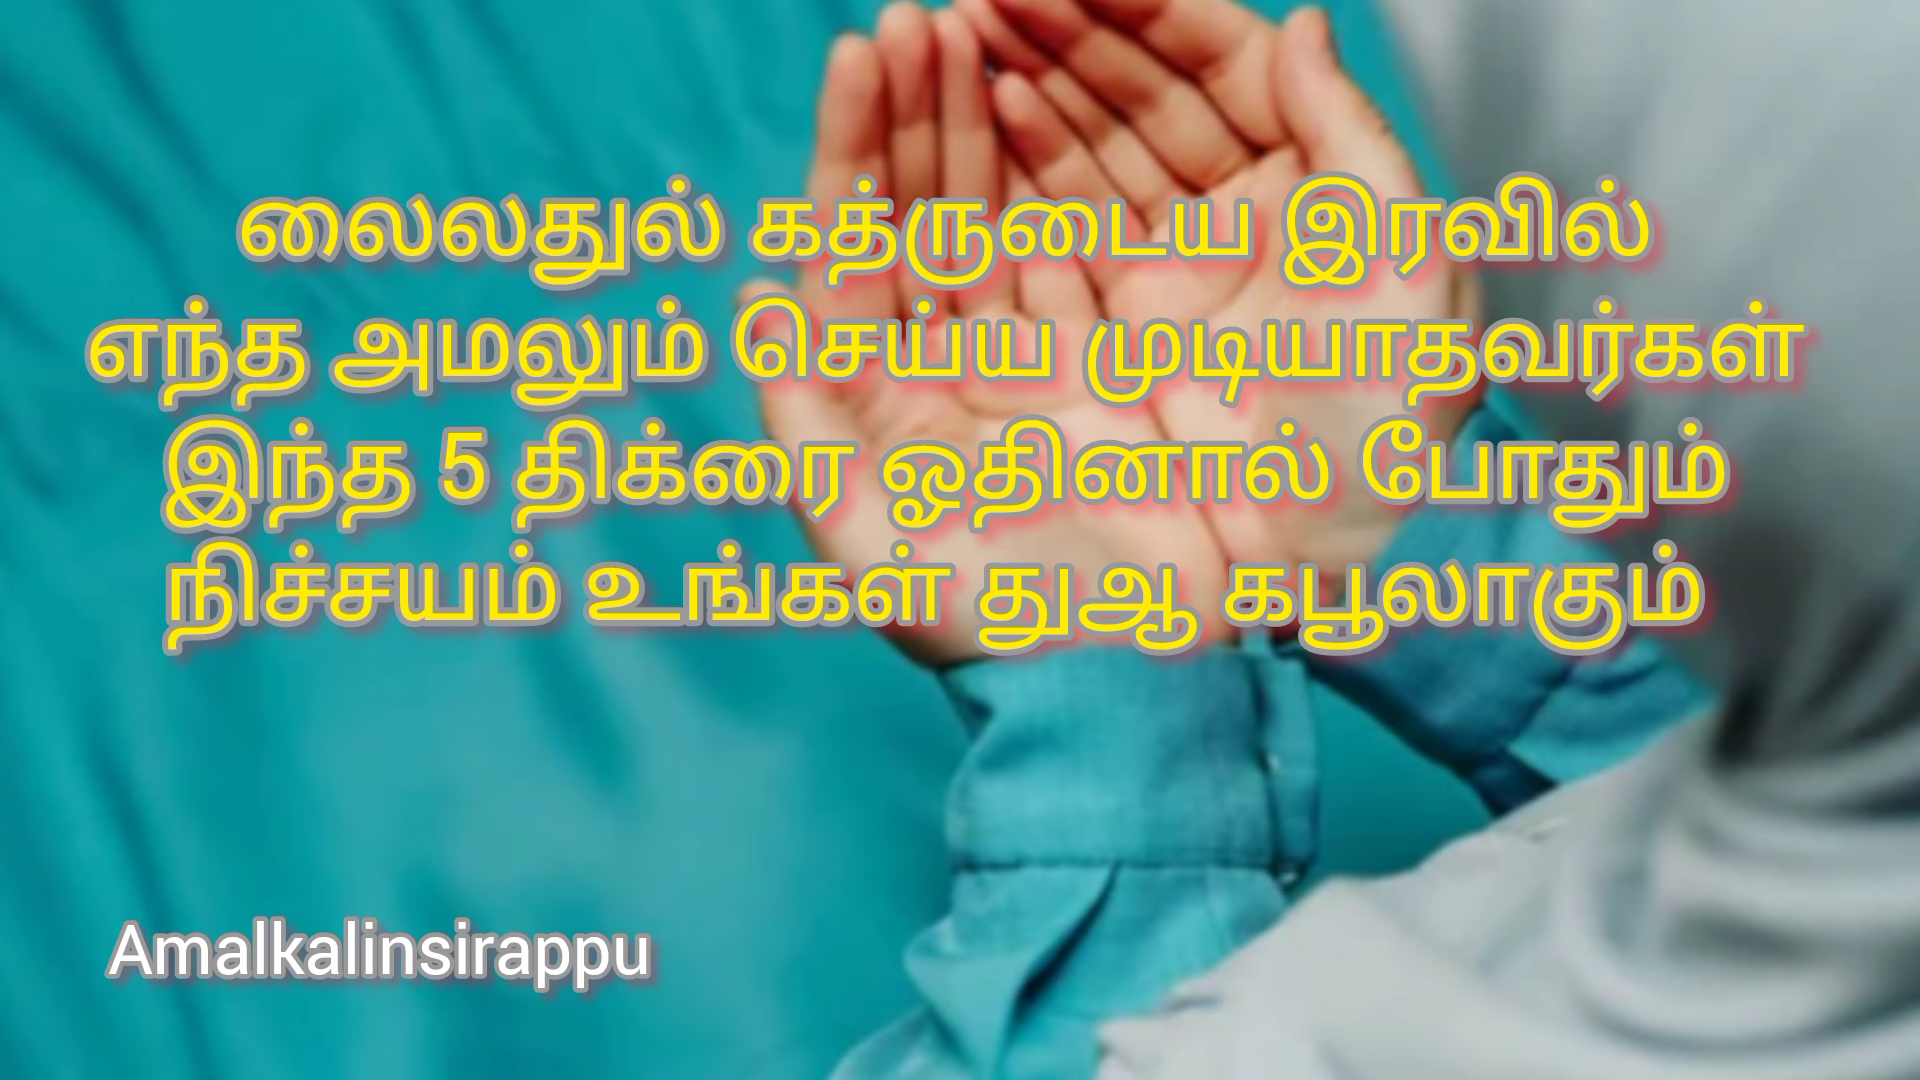 லைலதுல் கத்ருடைய இரவில்
எந்த அமலும் செய்ய முடியாதவர்கள்
இந்த 5 திக்ரை ஓதினால் போதும்
நிச்சயம் உங்கள் துஆ கபூலாகும்
Amalkalinsirappu